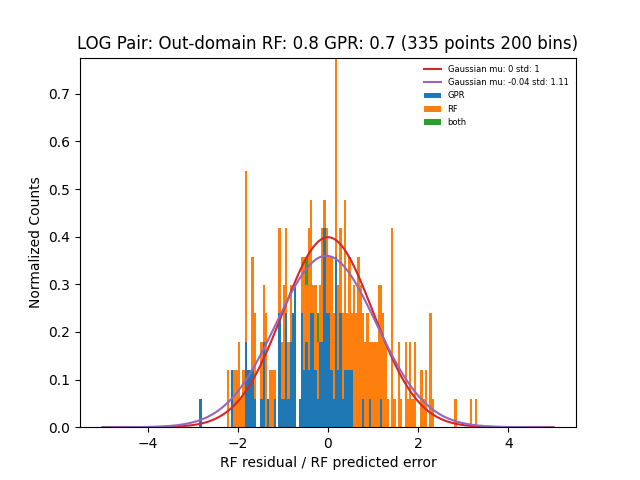 LOG Pair: Out-domain RF: 0.8 GPR: 0.7 (335 points 200 bins)
Gaussian mu: 0 std: 1
Gaussian mu: -0.04 std: 1.11
GPR
RF
both
Normalized Counts
0.7
0.6
0.5
0.4
0.3
0.2
0.1
0.0
−4
−2
0
2
4
RF residual / RF predicted error